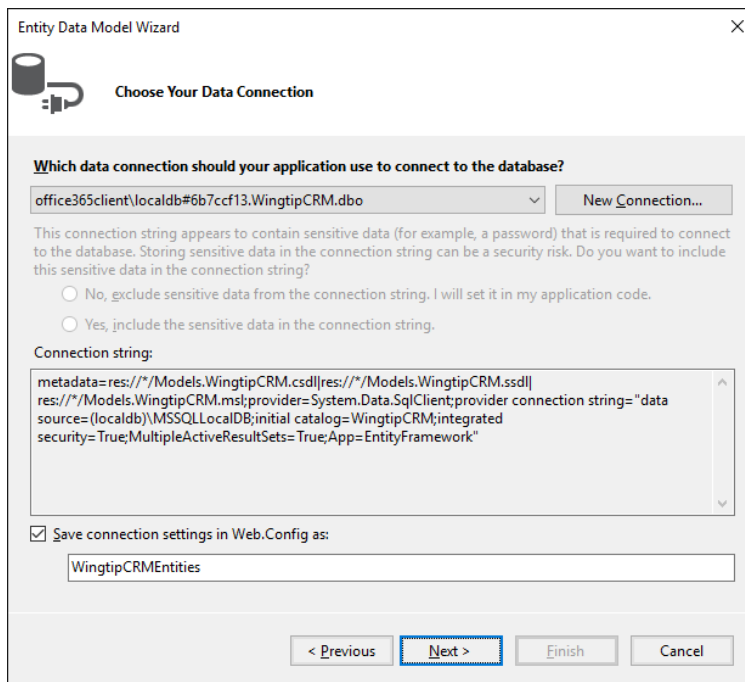 Entity Data Model Wizard
Choose Your Data Connection
Which data connection should your application use to connect to the database?
office365client\localdb#6b7ccf13.WingtipCRM.dbo
New Connection...
This connection string appears to contain sensitive data (for example, a password) that is required to connect
to the database. Storing sensitive data in the connection string can be a security risk. Do you want to include
this sensitive data in the connection string?
No, exclude sensitive data from the connection string. I will set it in my application code.
Yes, include the sensitive data in the connection string.
Connection string:
metadata=res://*/Models.WingtipCRM.csdl|res://*/Models.WingtipCRM.ssdl|
res://*/Models.WingtipCRM.msl;provider=System.Data.SqlClient;provider connection string="data
source=(localdb)\MSSQLLocalDB;initial catalog=WingtipCRM;integrated
security=True;MultipleActiveResultSets=True;App=EntityFramework"
Save connection settings in Web.Config as:
WingtipCRMEntities
< Previous
Next >
Finish
Cancel